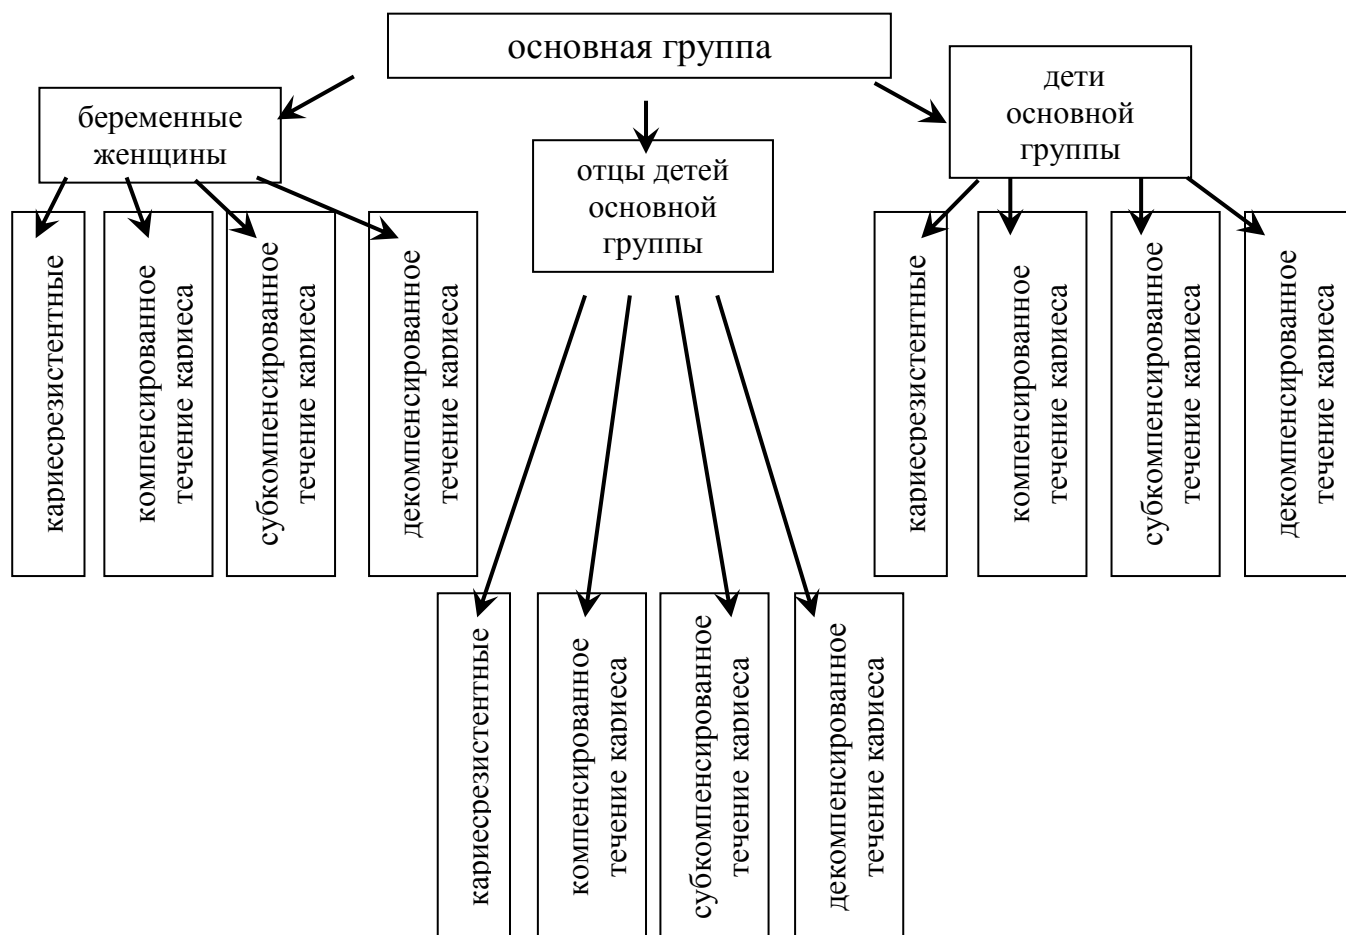 основная группа
беременные
женщины
отцы детей
основной
группы
дети
основной
группы
кариесрезистентные
компенсированное
течение кариеса
субкомпенсированное
течение кариеса
декомпенсированное
течение кариеса
кариесрезистентные
компенсированное
течение кариеса
субкомпенсированное
течение кариеса
декомпенсированное
течение кариеса
кариесрезистентные
компенсированное
течение кариеса
субкомпенсированное
течение кариеса
декомпенсированное
течение кариеса